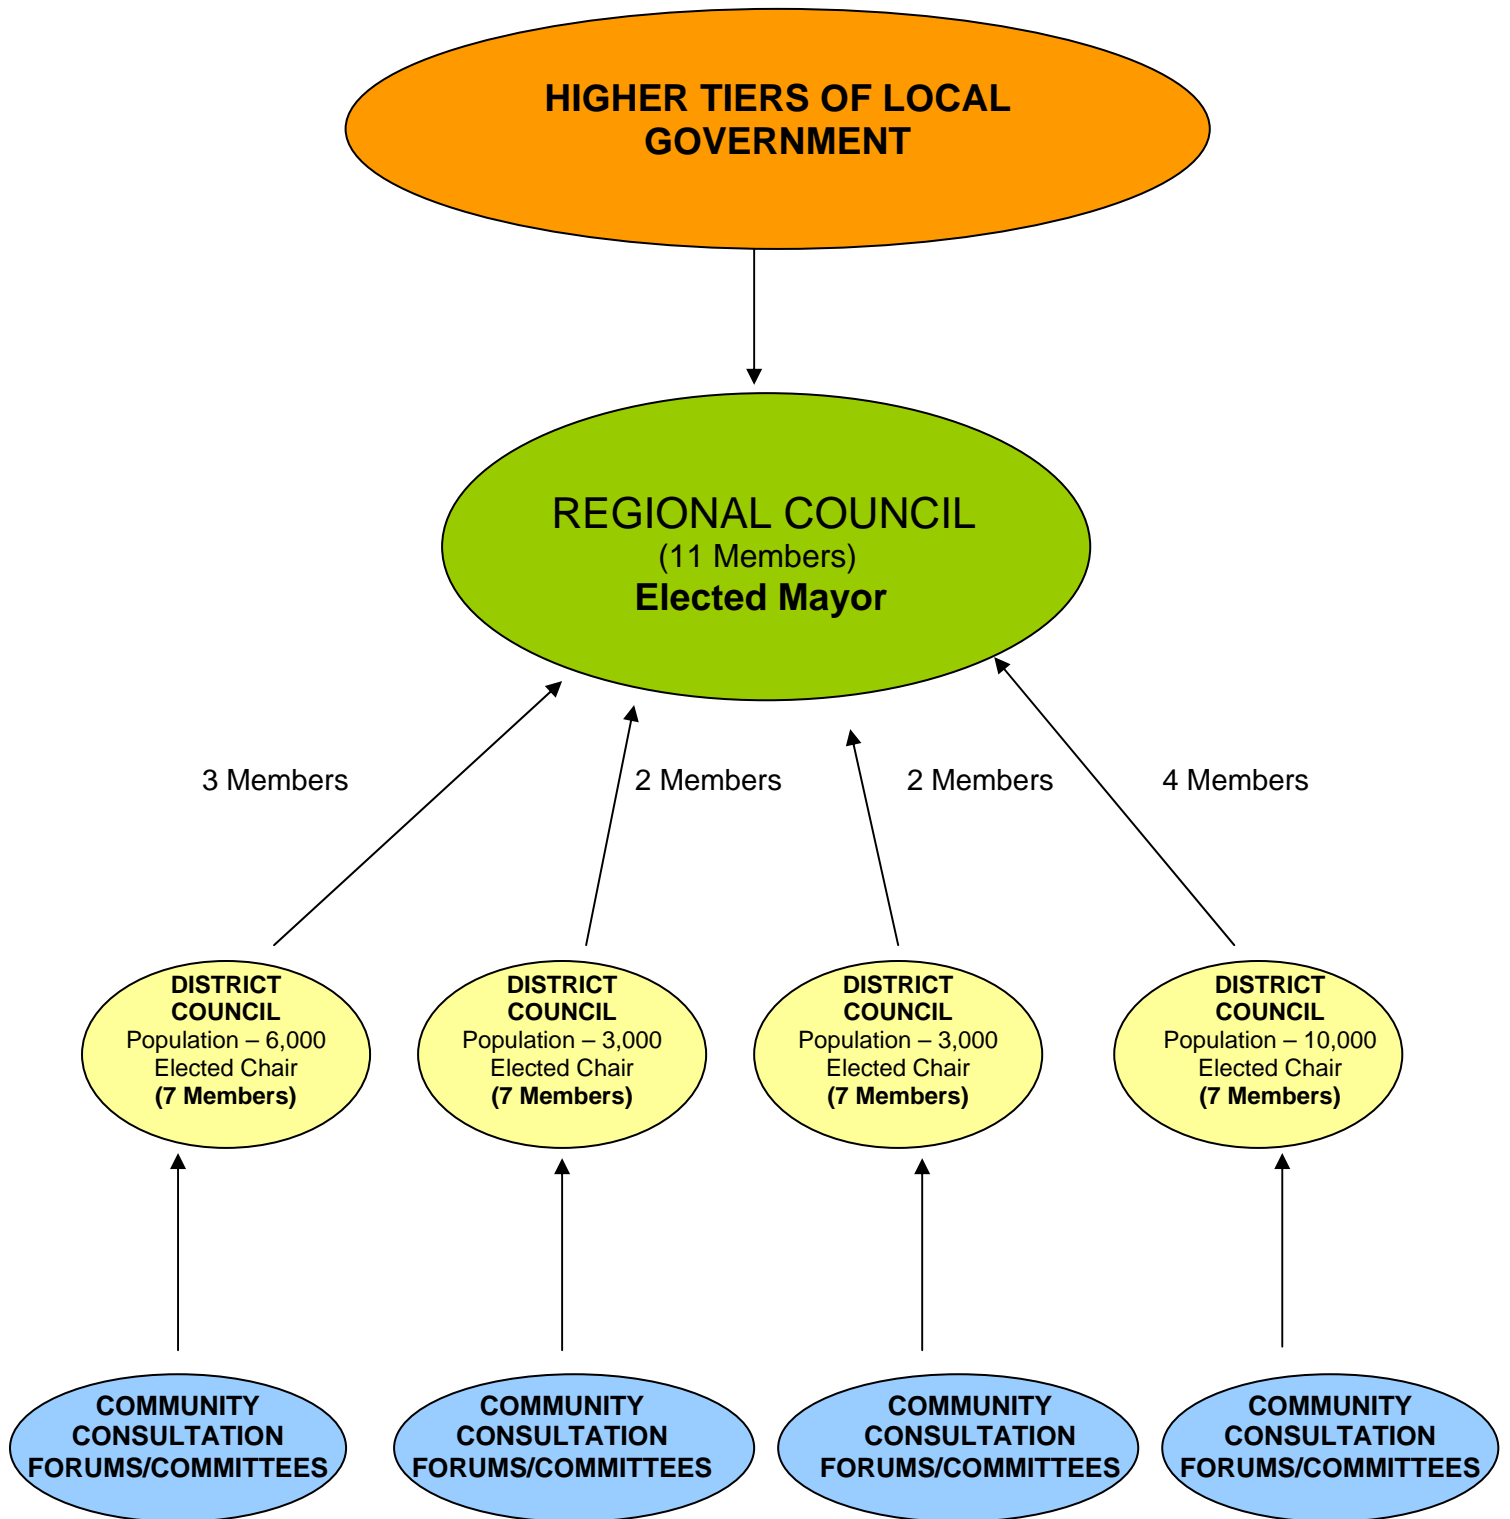 HIGHER TIERS OF LOCAL
GOVERNMENT
REGIONAL COUNCIL
(11 Members)
Elected Mayor
3 Members
2 Members
2 Members
4 Members
DISTRICT
COUNCIL
Population – 6,000
Elected Chair
(7 Members)
DISTRICT
COUNCIL
Population – 3,000
Elected Chair
(7 Members)
DISTRICT
COUNCIL
Population – 3,000
Elected Chair
(7 Members)
DISTRICT
COUNCIL
Population – 10,000
Elected Chair
(7 Members)
COMMUNITY
CONSULTATION
FORUMS/COMMITTEES
COMMUNITY
CONSULTATION
FORUMS/COMMITTEES
COMMUNITY
CONSULTATION
FORUMS/COMMITTEES
COMMUNITY
CONSULTATION
FORUMS/COMMITTEES